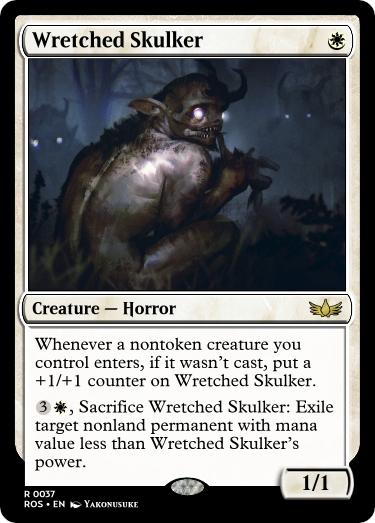 Wretched Skulker
Creature — Horror
Whenever a nontoken creature you
control enters, if it wasn't cast, put a
+1/+1 counter on Wretched Skulker.
3, Sacrifice Wretched Skulker: Exile
target nonland permanent with mana
value less than Wretched Skulker's
power.
1/1
R 0037
ROS • EN Yakonusuke